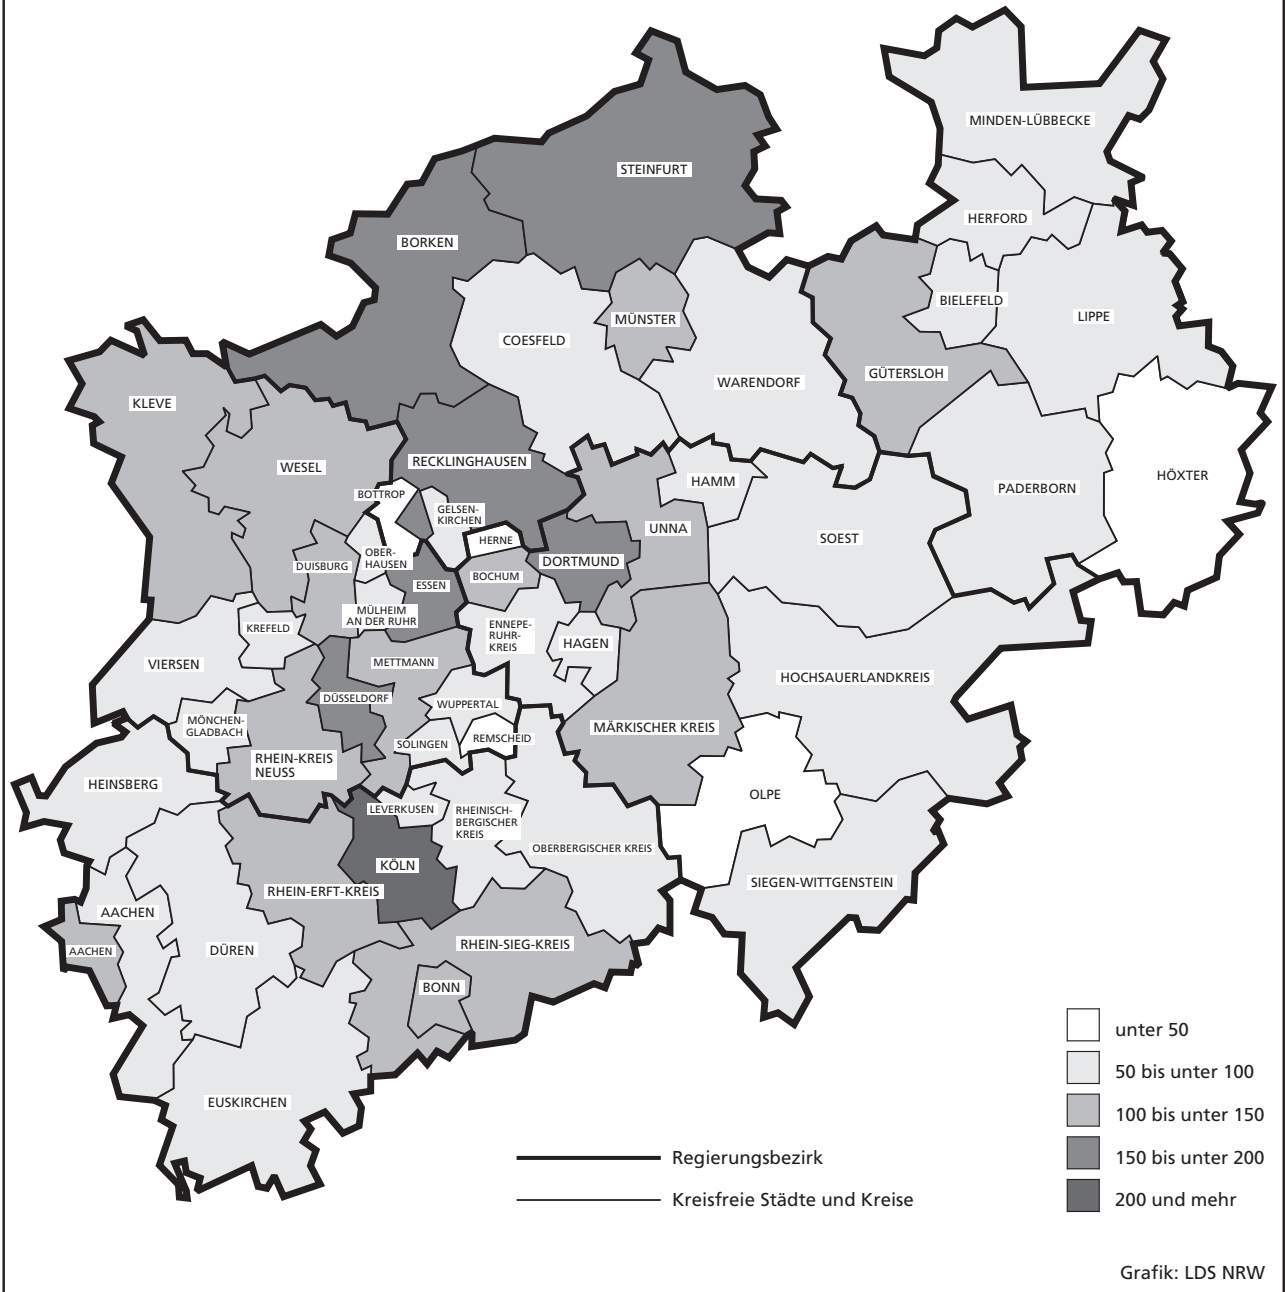 MINDEN-LÜBBECKE
STEINFURT
HERFORD
BORKEN
BIELEFELD
LIPPE
MÜNSTER
COESFELD
GÜTERSLOH
WARENDORF
KLEVE
RECKLINGHAUSEN
WESEL
HÖXTER
HAMM
PADERBORN
BOTTROP
GELSEN-
KIRCHEN
UNNA
SOEST
HERNE
OBER-
HAUSEN
DORTMUND
DUISBURG
BOCHUM
ESSEN
MÜLHEIM
AN DER RUHR
KREFELD
ENNEPE-
RUHR-
KREIS
HAGEN
VIERSEN
METTMANN
HOCHSAUERLANDKREIS
DÜSSELDORF
WUPPERTAL
MÖNCHEN-
GLADBACH
MÄRKISCHER KREIS
REMSCHEID
SOLINGEN
RHEIN-KREIS
NEUSS
HEINSBERG
OLPE
LEVERKUSEN
RHEINISCH-
BERGISCHER
KREIS
OBERBERGISCHER KREIS
KÖLN
SIEGEN-WITTGENSTEIN
RHEIN-ERFT-KREIS
AACHEN
RHEIN-SIEG-KREIS
AACHEN
DÜREN
BONN
EUSKIRCHEN
unter 50
50 bis unter 100
100 bis unter 150
150 bis unter 200
200 und mehr
Regierungsbezirk
Kreisfreie Städte und Kreise
Grafik: LDS NRW